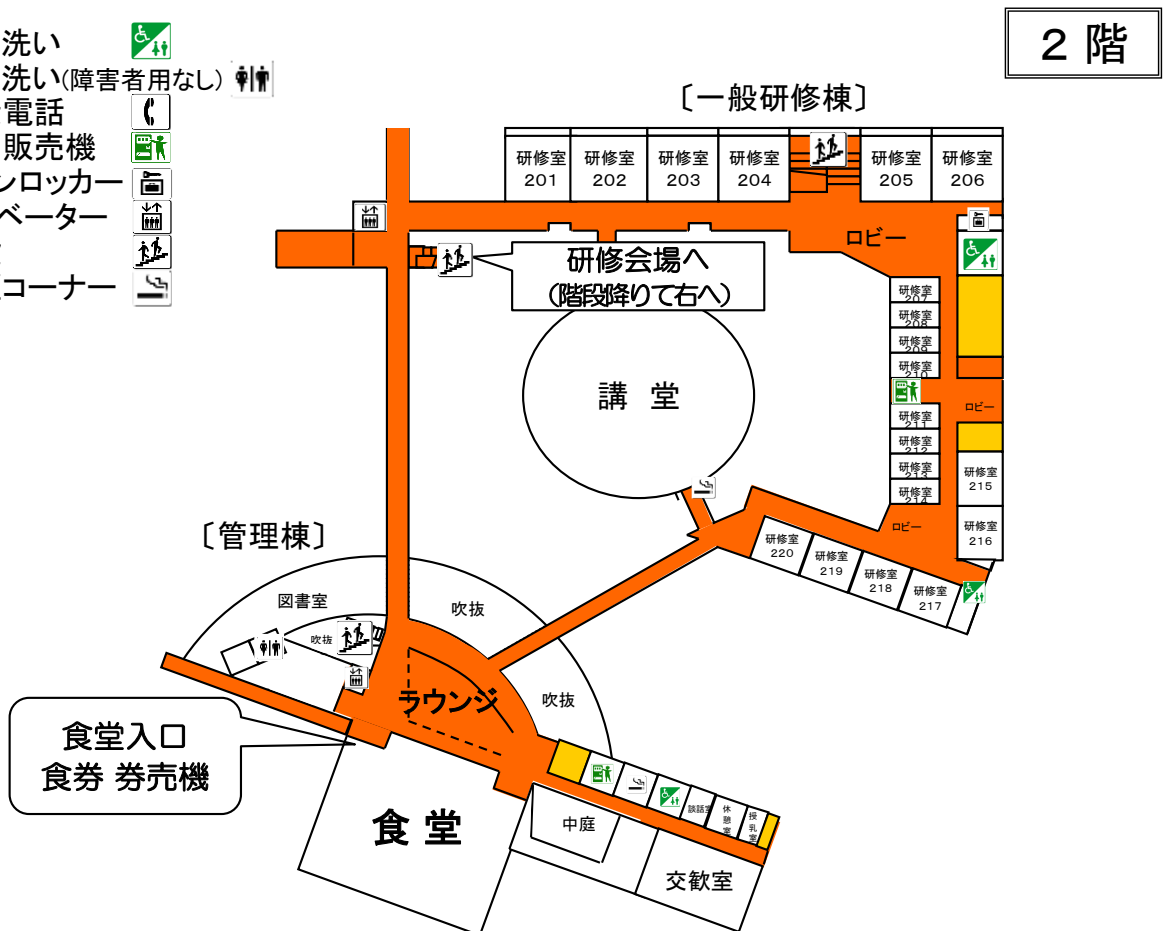 ２ 階
洗い
洗い(障害者用なし)
電話
販売機
ンロッカー
ベーター
コーナー
〔一般研修棟〕
研修室
201
研修室
202
研修室
203
研修室
204
研修室
205
研修室
206
ロビー
研修会場へ
(階段降りて右へ)
研修室
207
研修室
208
研修室
209
研修室
210
講 堂
ロビー
研修室
211
研修室
212
研修室
213
研修室
214
研修室
215
研修室
216
ロビー
研修室
220
研修室
219
研修室
218
研修室
217
〔管理棟〕
図書室
吹抜
吹抜
吹抜
ラウンジ
食堂入口
食券 券売機
食 堂
中庭
談話室
休憩室
授乳室
交歓室